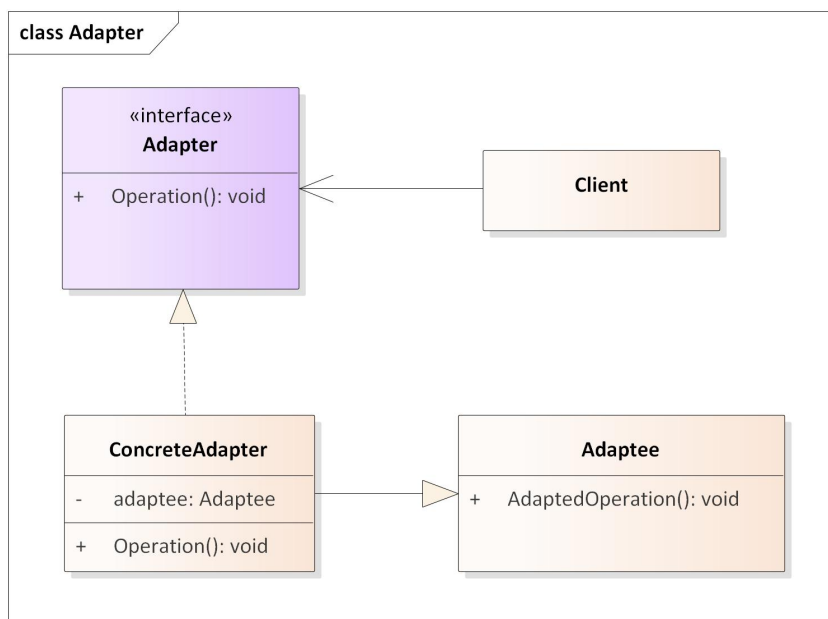 class Adapter
«interface»
Adapter
+ Operation(): void
Client
ConcreteAdapter
- adaptee: Adaptee
+ Operation(): void
Adaptee
+ AdaptedOperation(): void